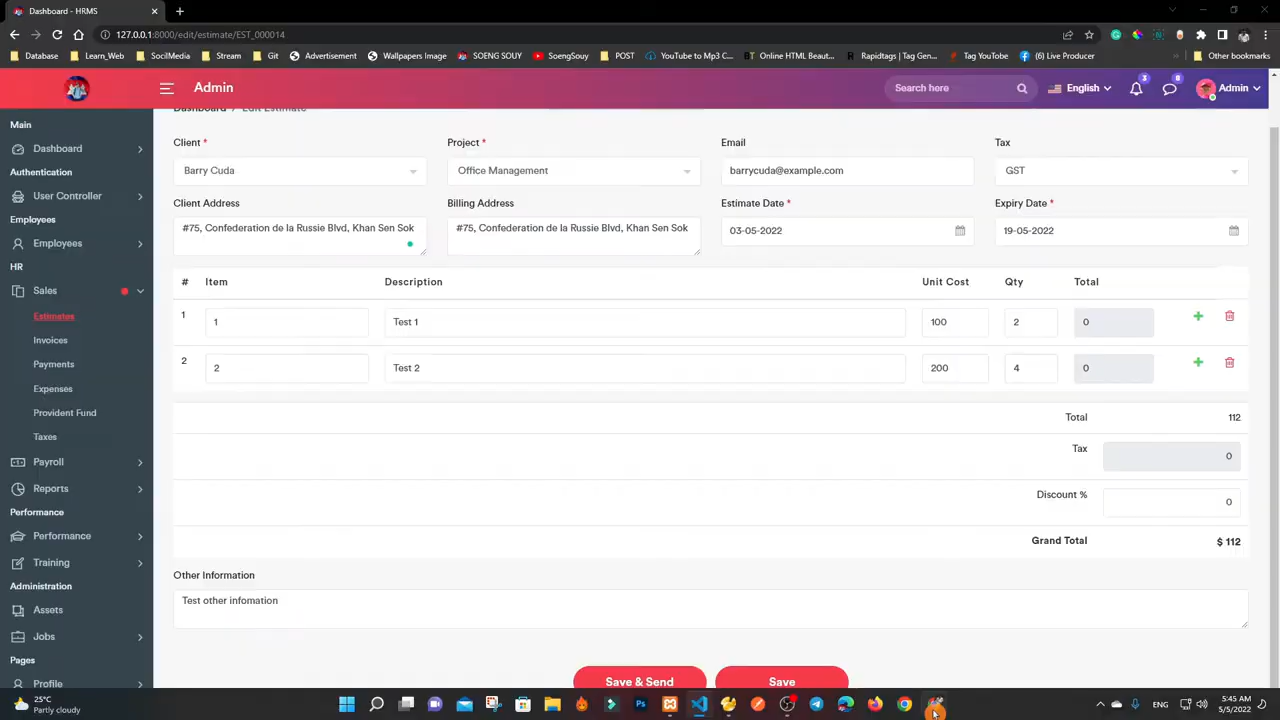 Dashboard - HRMS
127.0.0.1:8000/edit/estimate/EST_000014
Database Learn_Web SocilMedia Stream Git Advertisement Wallpapers Image SOENG SOUY SoengSouy POST YouTube to Mp3 C... Online HTML Beaut... Rapidtags | Tag Gen... Tag YouTube (6) Live Producer
Admin
Search here
English
3
8
Admin
Dashboard / Edit Estimate
Main
Dashboard
Authentication
User Controller
Employees
Employees
HR
Sales
Estimates
Invoices
Payments
Expenses
Provident Fund
Taxes
Payroll
Reports
Performance
Performance
Training
Administration
Assets
Jobs
Pages
Profile
Client * Project * Email Tax
Barry Cuda Office Management barrycuda@example.com GST
Client Address Billing Address Estimate Date * Expiry Date *
#75, Confederation de la Russie Blvd, Khan Sen Sok #75, Confederation de la Russie Blvd, Khan Sen Sok 03-05-2022 19-05-2022
# Item Description Unit Cost Qty Total
1 1 Test 1 100 2 0
2 2 Test 2 200 4 0
Total 112
Tax 0
Discount % 0
Grand Total $ 112
Other Information
Test other infomation
Save & Send Save
25°C
Partly cloudy
ENG
5:45 AM
5/5/2022